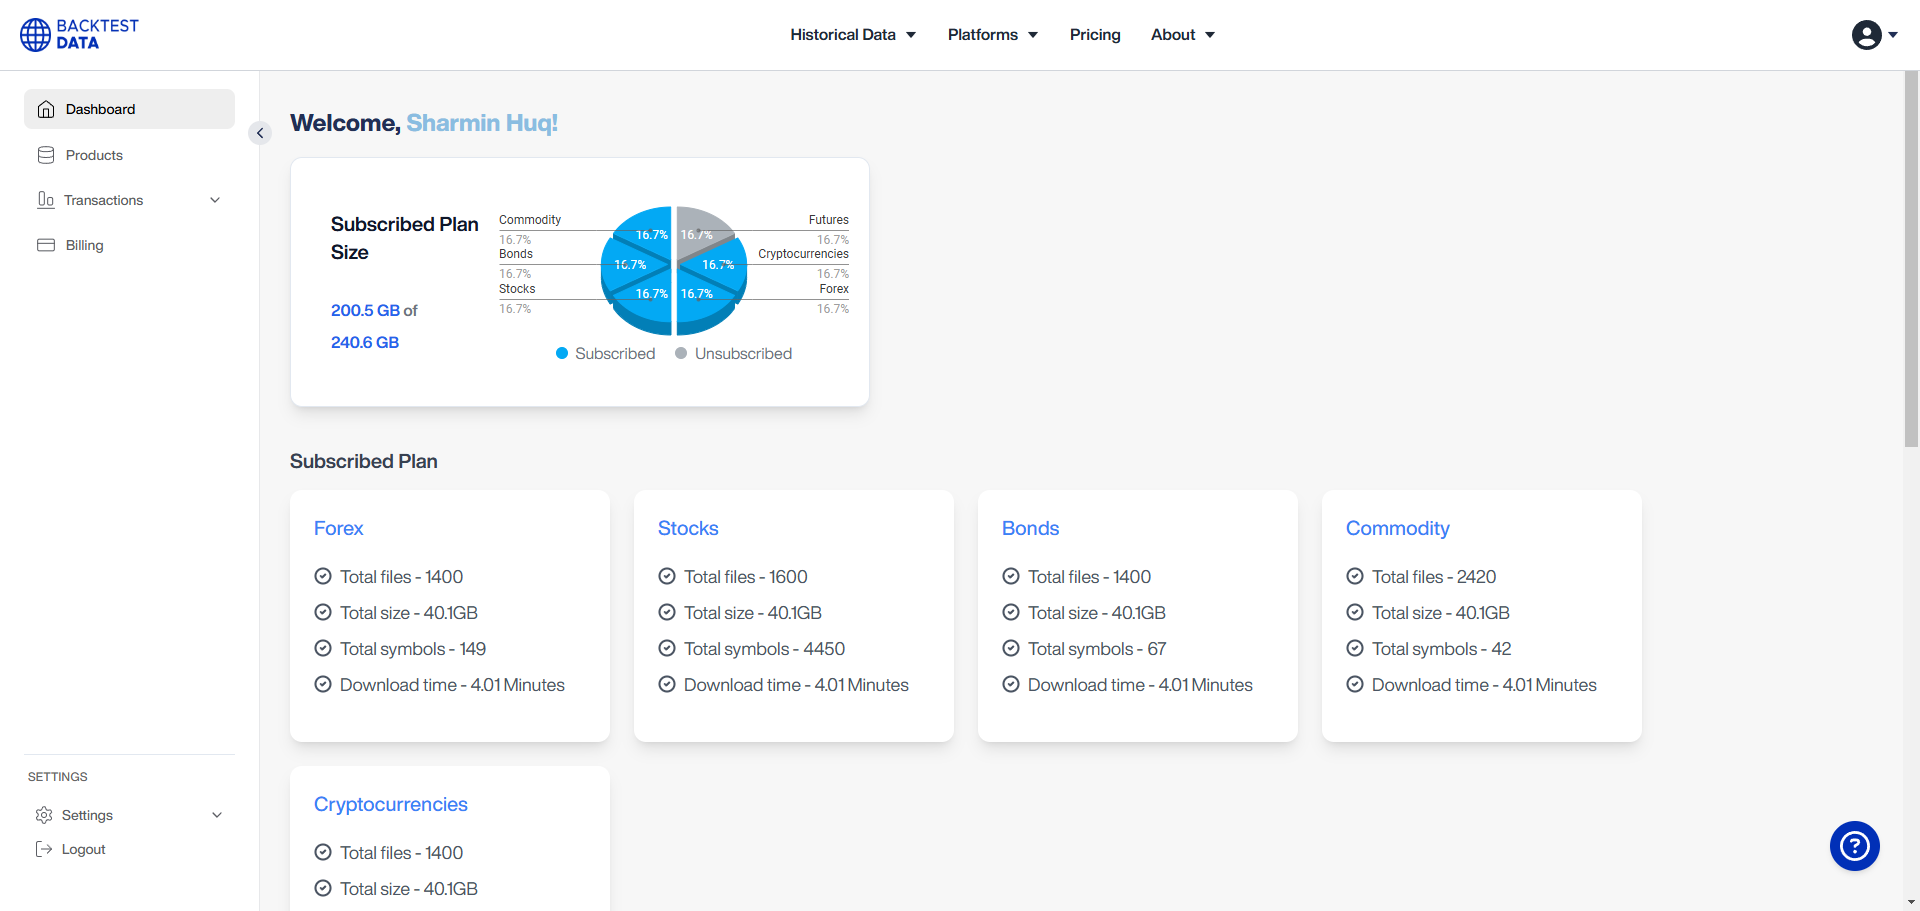 BACKTEST
DATA
Historical Data
Platforms
Pricing
About
Dashboard
Products
Transactions
Billing
SETTINGS
Settings
Logout
Welcome, Sharmin Huq!
Subscribed Plan
Size
200.5 GB of
240.6 GB
Commodity
16.7%
Bonds
16.7%
Stocks
16.7%
16.7%
16.7%
16.7%
16.7%
16.7%
16.7%
Futures
16.7%
Cryptocurrencies
16.7%
Forex
16.7%
Subscribed
Unsubscribed
Subscribed Plan
Forex
Total files - 1400
Total size - 40.1GB
Total symbols - 149
Download time - 4.01 Minutes
Stocks
Total files - 1600
Total size - 40.1GB
Total symbols - 4450
Download time - 4.01 Minutes
Bonds
Total files - 1400
Total size - 40.1GB
Total symbols - 67
Download time - 4.01 Minutes
Commodity
Total files - 2420
Total size - 40.1GB
Total symbols - 42
Download time - 4.01 Minutes
Cryptocurrencies
Total files - 1400
Total size - 40.1GB
?